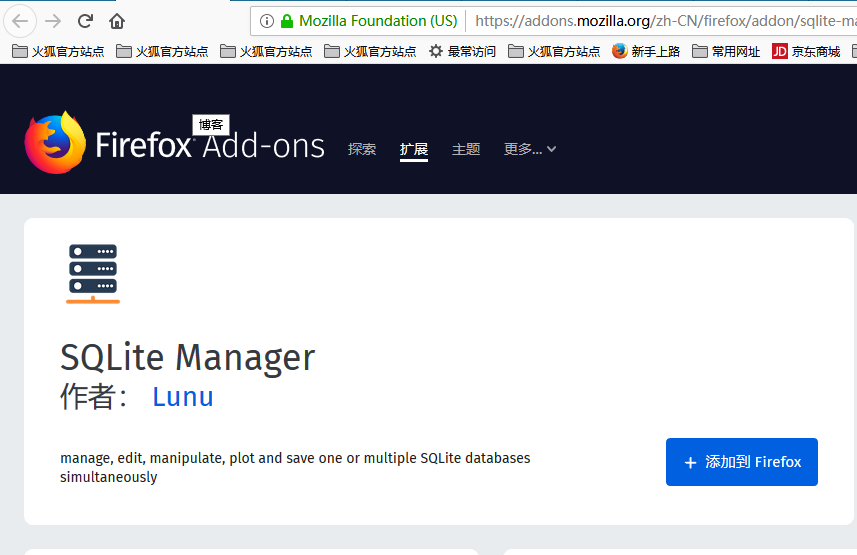 Mozilla Foundation (US) https://addons.mozilla.org/zh-CN/firefox/addon/sqlite-ma
火狐官方站点 火狐官方站点 火狐官方站点 火狐官方站点 最常访问 火狐官方站点 新手上路 常用网址 JD 京东商城
博客
Firefox Add-ons 探索 扩展 主题 更多...
SQLite Manager
作者： Lunu
manage, edit, manipulate, plot and save one or multiple SQLite databases
simultaneously
+ 添加到 Firefox